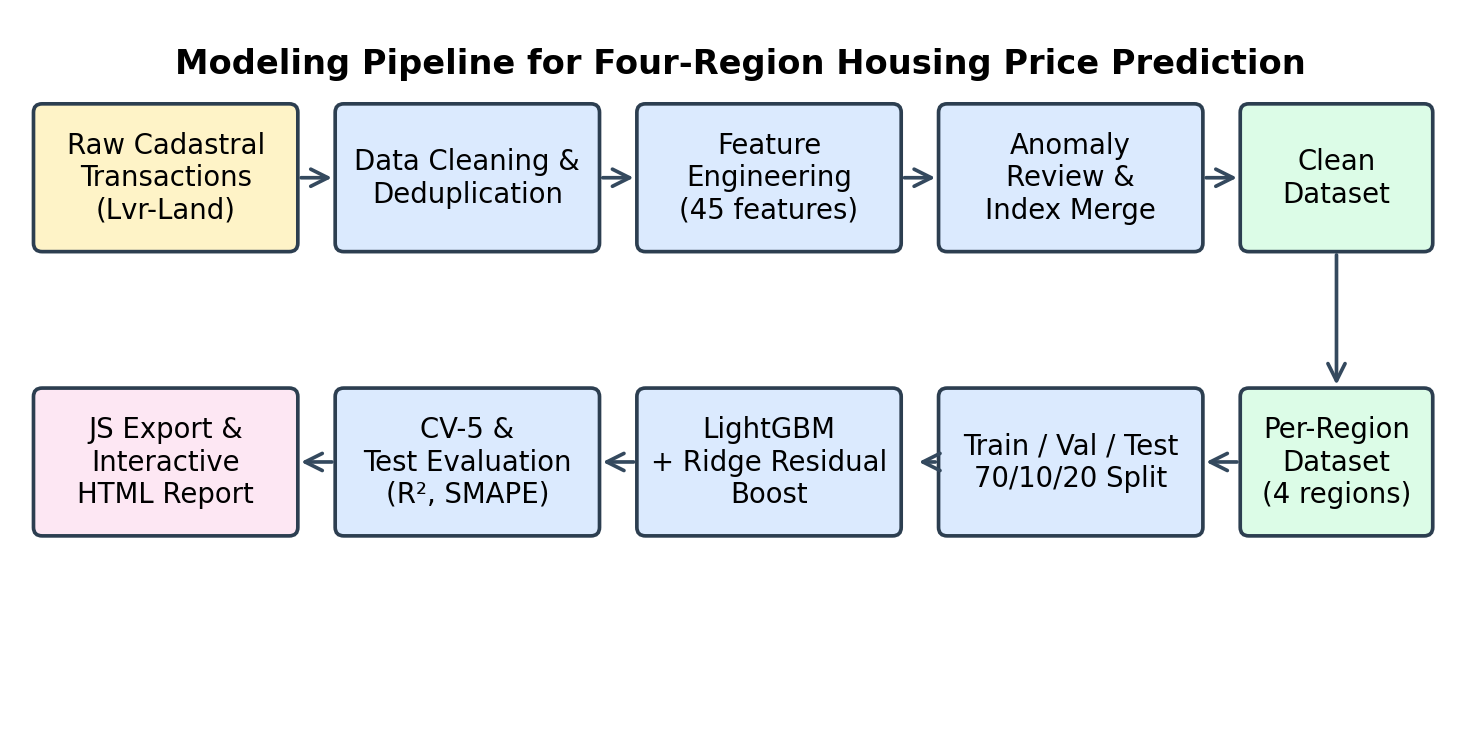 Modeling Pipeline for Four-Region Housing Price Prediction
Raw Cadastral
Transactions
(Lvr-Land)
Data Cleaning &
Deduplication
Feature
Engineering
(45 features)
Anomaly
Review &
Index Merge
Clean
Dataset
JS Export &
Interactive
HTML Report
CV-5 &
Test Evaluation
(R², SMAPE)
LightGBM
+ Ridge Residual
Boost
Train / Val / Test
70/10/20 Split
Per-Region
Dataset
(4 regions)